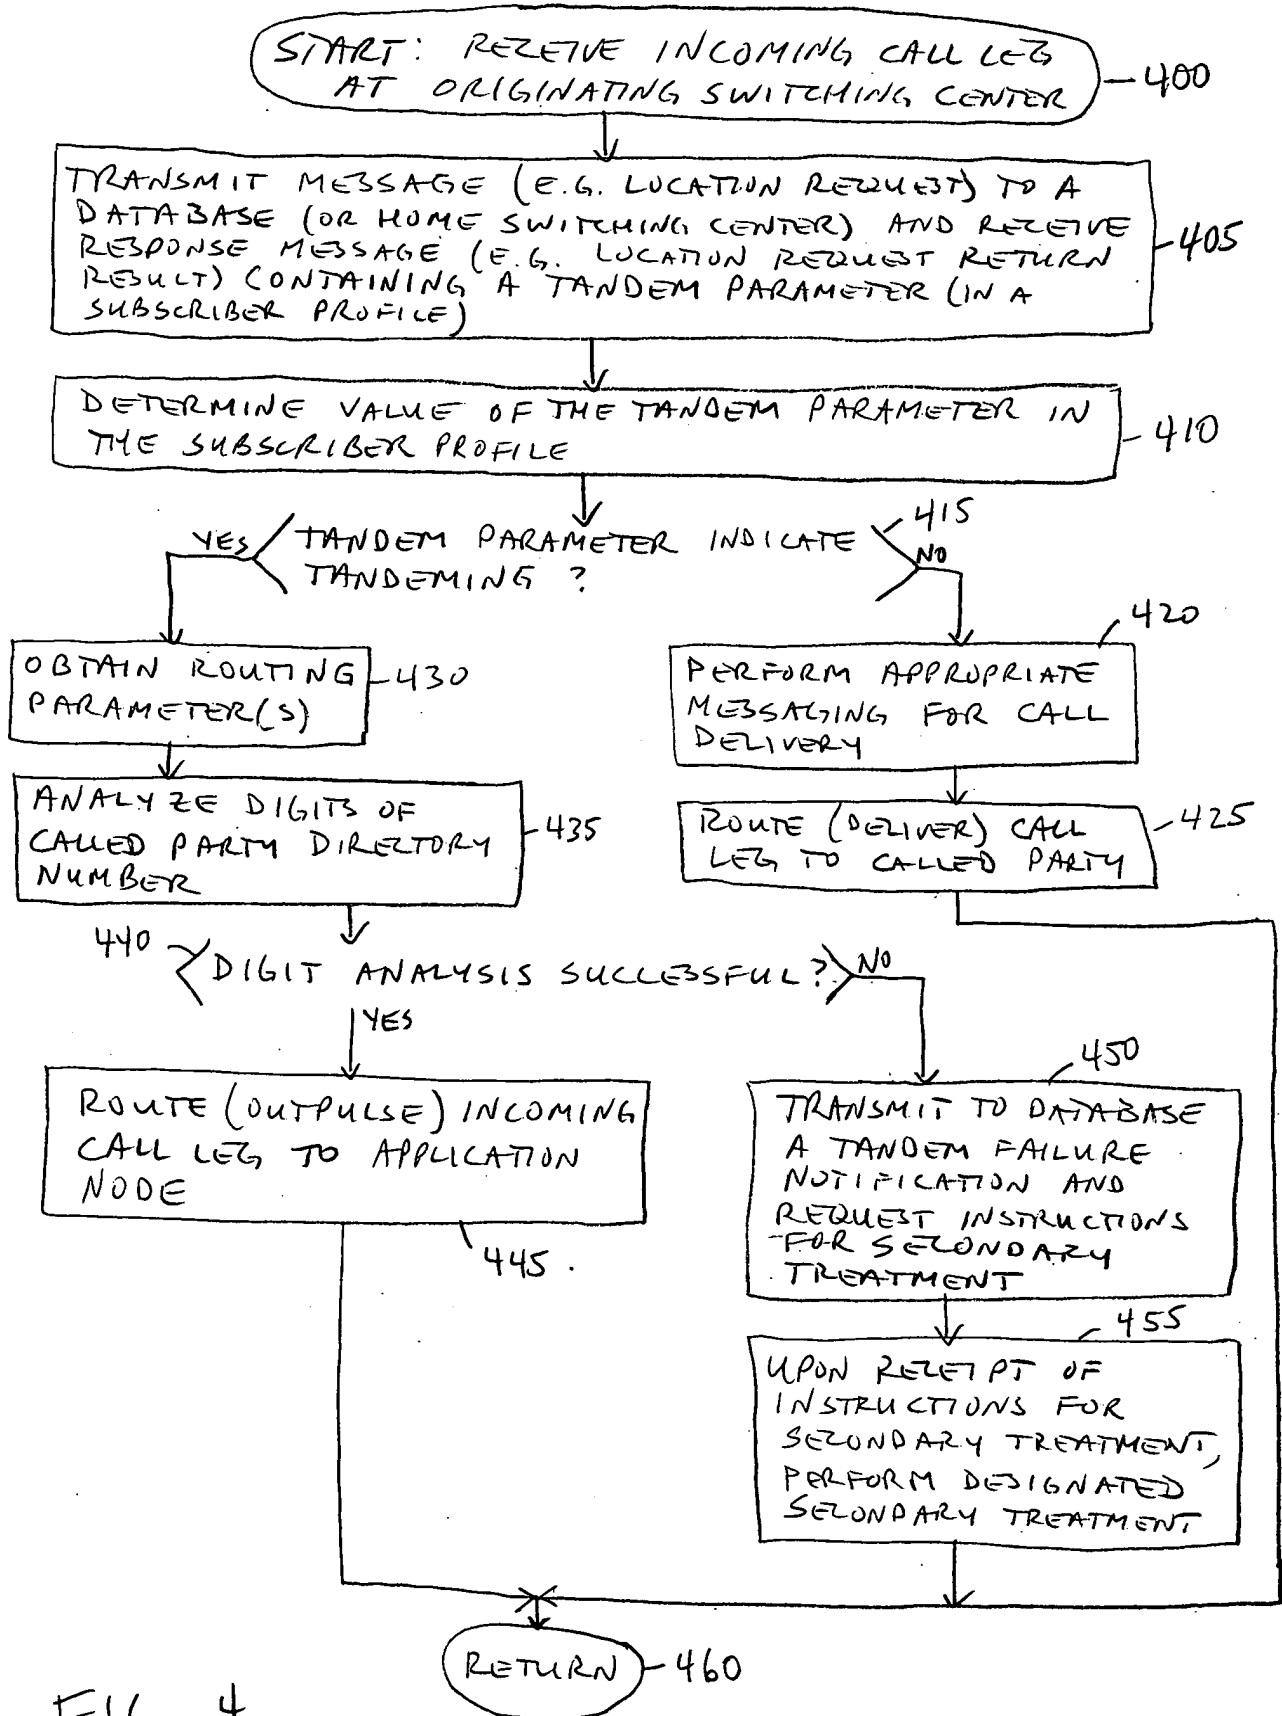 START: RECEIVE INCOMING CALL LEG
AT ORIGINATING SWITCHING CENTER
400
TRANSMIT MESSAGE (E.G. LOCATION REQUEST) TO A
DATABASE (OR HOME SWITCHING CENTER) AND RECEIVE
RESPONSE MESSAGE (E.G. LOCATION REQUEST RETURN
RESULT) CONTAINING A TANDEM PARAMETER (IN A
SUBSCRIBER PROFILE)
405
DETERMINE VALUE OF THE TANDEM PARAMETER IN
THE SUBSCRIBER PROFILE
410
415
YES
TANDEM PARAMETER INDICATE
TANDEMING ?
NO
420
OBTAIN ROUTING
PARAMETER(S)
430
PERFORM APPROPRIATE
MESSAGING FOR CALL
DELIVERY
ANALYZE DIGITS OF
CALLED PARTY DIRECTORY
NUMBER
435
ROUTE (DELIVER) CALL
LEG TO CALLED PARTY
425
440
DIGIT ANALYSIS SUCCESSFUL?
NO
YES
450
ROUTE (OUTPULSE) INCOMING
CALL LEG TO APPLICATION
NODE
445.
TRANSMIT TO DATABASE
A TANDEM FAILURE
NOTIFICATION AND
REQUEST INSTRUCTIONS
FOR SECONDARY
TREATMENT
455
UPON RECEIPT OF
INSTRUCTIONS FOR
SECONDARY TREATMENT,
PERFORM DESIGNATED
SECONDARY TREATMENT
RETURN
460
FIG. 4